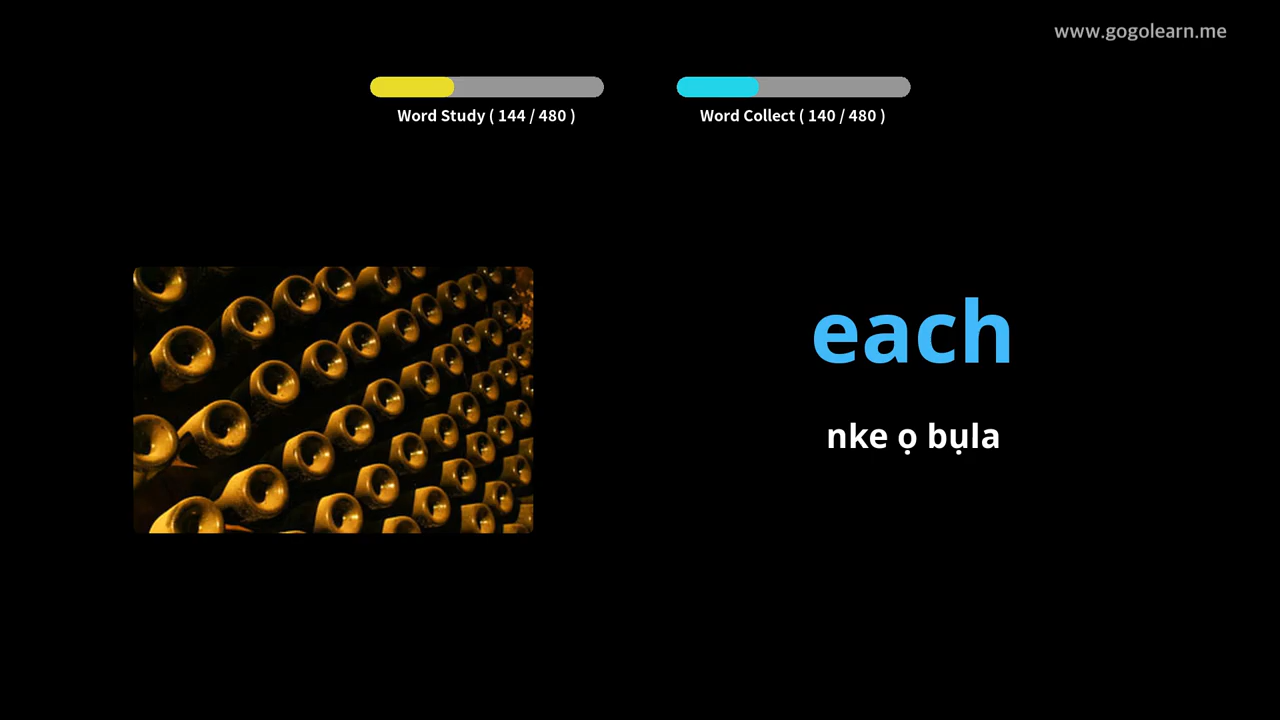 www.gogolearn.me
Word Study ( 144 / 480 )
Word Collect ( 140 / 480 )
each
nke ọ bụla